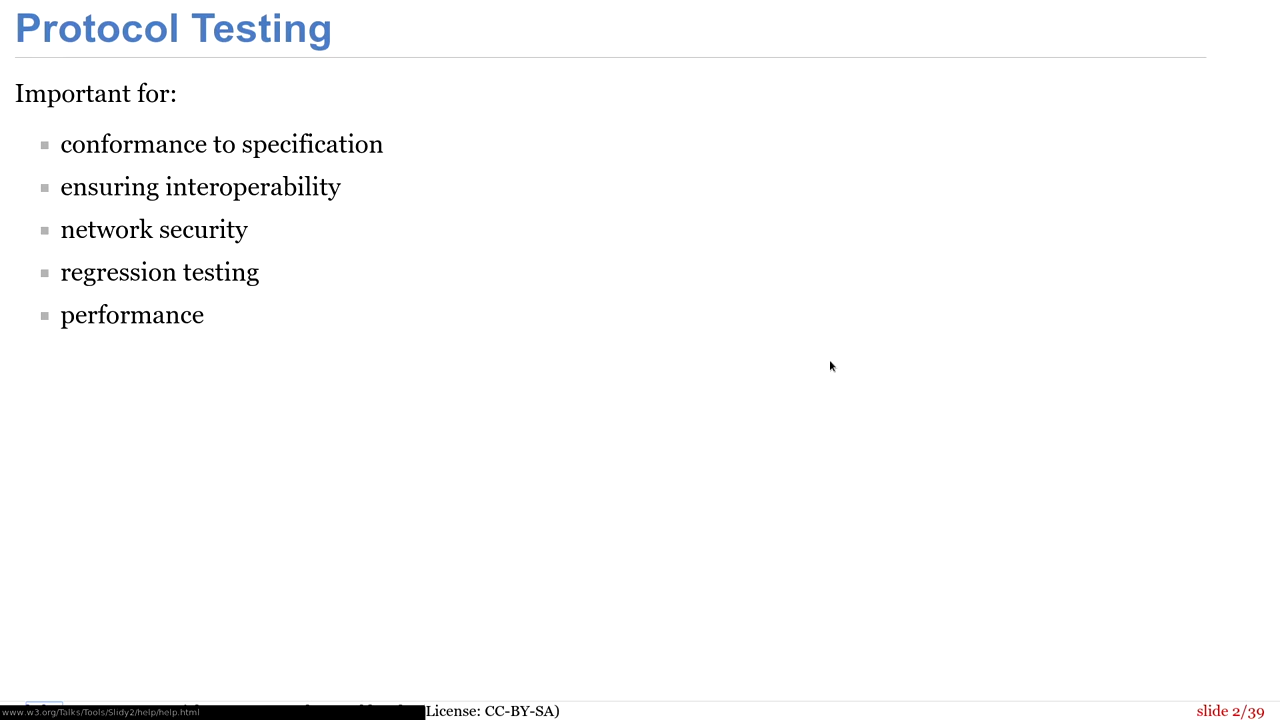 Protocol Testing
Important for:
conformance to specification
ensuring interoperability
network security
regression testing
performance
www.w3.org/Talks/Tools/Slidy2/help/help.html
License: CC-BY-SA)
slide 2/39